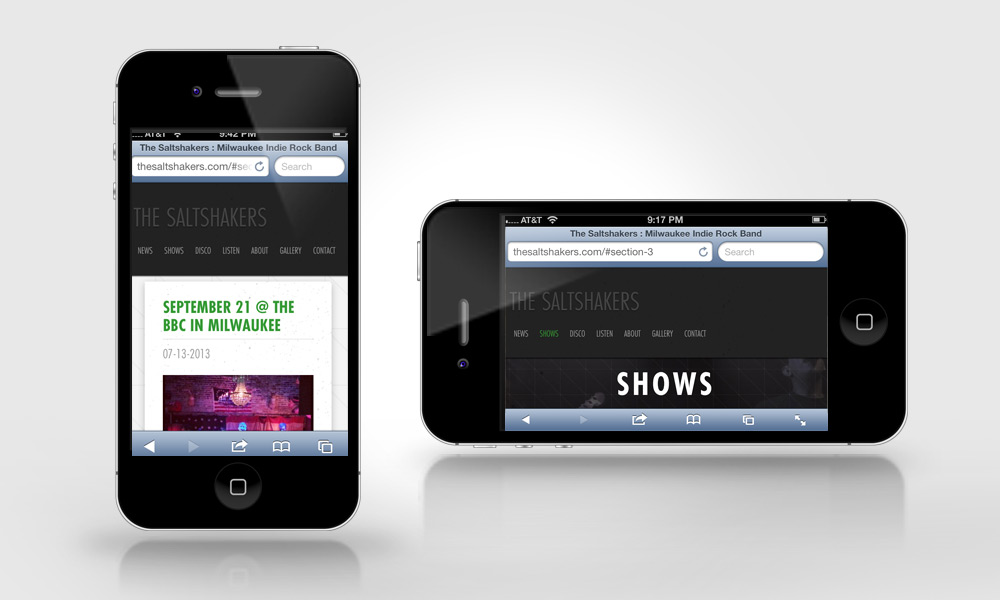 AT&T 9:42 PM
The Saltshakers : Milwaukee Indie Rock Band
thesaltshakers.com/#sec Search
THE SALTSHAKERS
NEWS SHOWS DISCO LISTEN ABOUT GALLERY CONTACT
SEPTEMBER 21 @ THE
BBC IN MILWAUKEE
07-13-2013
AT&T 9:17 PM
The Saltshakers : Milwaukee Indie Rock Band
thesaltshakers.com/#section-3 Search
THE SALTSHAKERS
NEWS SHOWS DISCO LISTEN ABOUT GALLERY CONTACT
SHOWS